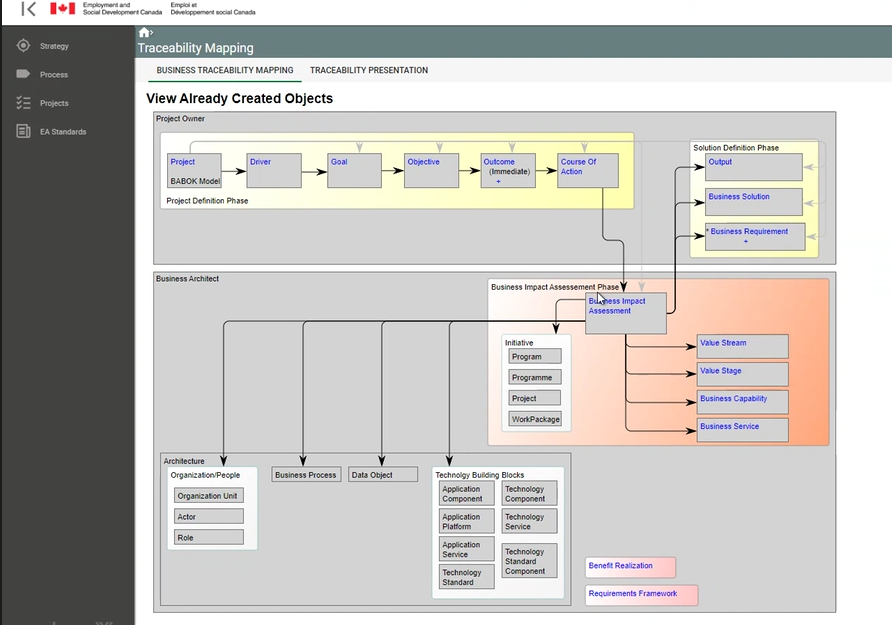 Employment and Emploi et
Social Development Canada Développement social Canada
Strategy
Process
Projects
EA Standards
Traceability Mapping
BUSINESS TRACEABILITY MAPPING TRACEABILITY PRESENTATION
View Already Created Objects
Project Owner
Project
BABOK Model
Driver
Goal
Objective
Outcome
(Immediate)
+
Course Of
Action
Project Definition Phase
Solution Definition Phase
Output
Business Solution
* Business Requirement
+
Business Architect
Business Impact Assessment Phase
Business Impact
Assessment
Initiative
Program
Programme
Project
WorkPackage
Value Stream
Value Stage
Business Capability
Business Service
Architecture
Organization/People
Organization Unit
Actor
Role
Business Process
Data Object
Technolgy Building Blocks
Application
Component
Technology
Component
Application
Platform
Technology
Service
Application
Service
Technology
Standard
Component
Technology
Standard
Benefit Realization
Requirements Framework